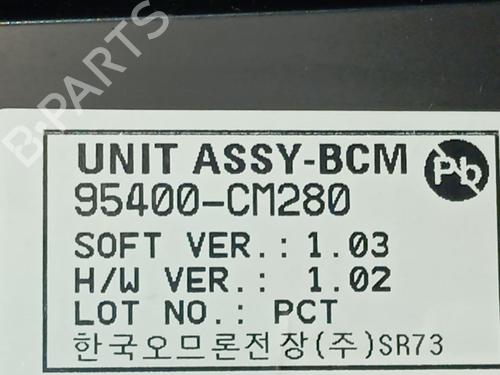 B-PARTS
UNIT ASSY-BCM Pb
95400-CM280
SOFT VER.: 1.03
H/W VER.: 1.02
LOT NO.: PCT
한국오므론전장(주)SR73